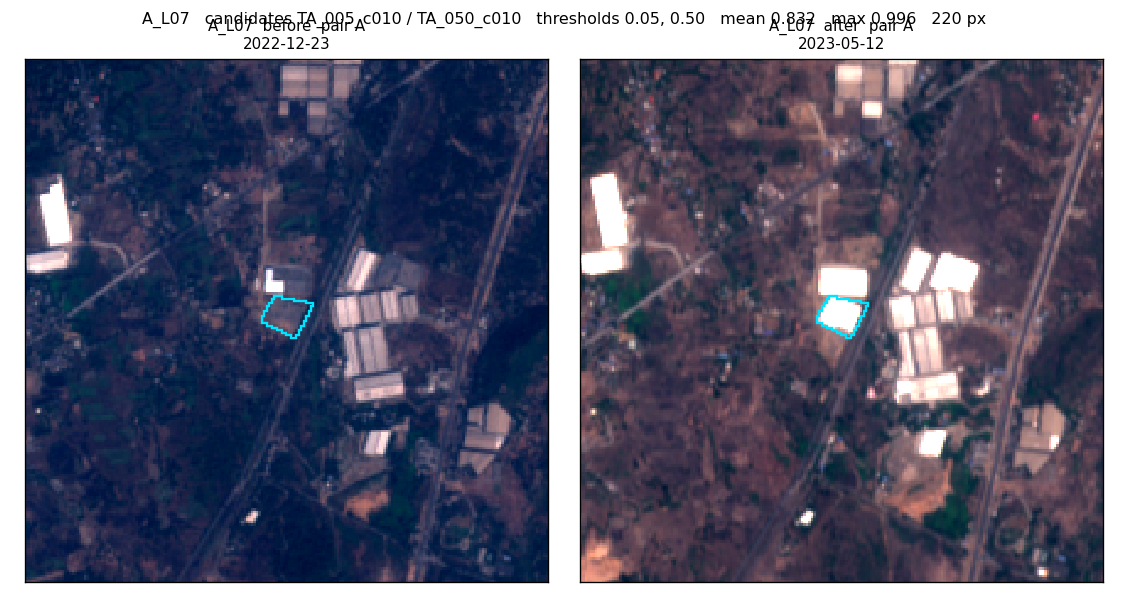 A_L07   candidates TA_005_c010 / TA_050_c010   thresholds 0.05, 0.50   mean 0.832   max 0.996   220 px
A_L07  before  pair A
2022-12-23
A_L07  after  pair A
2023-05-12